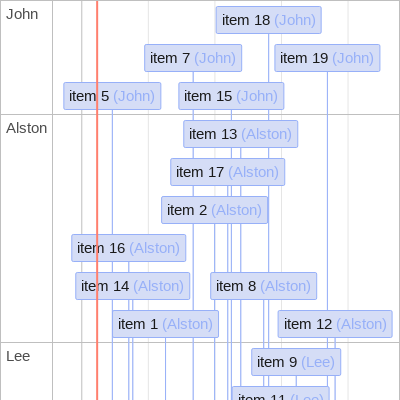 John
item 18 (John)
item 7 (John)
item 19 (John)
item 5 (John)
item 15 (John)
Alston
item 13 (Alston)
item 17 (Alston)
item 2 (Alston)
item 16 (Alston)
item 14 (Alston)
item 8 (Alston)
item 1 (Alston)
item 12 (Alston)
Lee
item 9 (Lee)
item 11 (Lee)